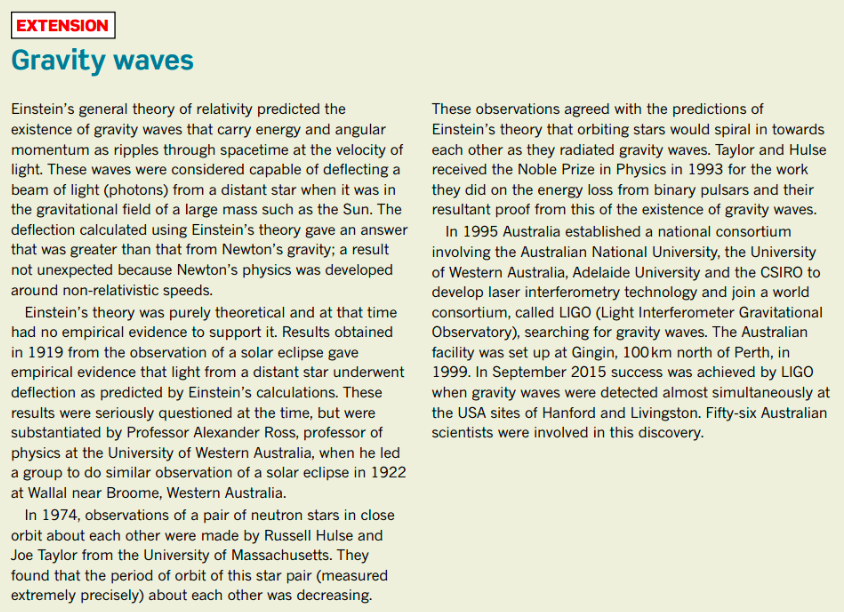 EXTENSION
Gravity waves
Einstein's general theory of relativity predicted the
existence of gravity waves that carry energy and angular
momentum as ripples through spacetime at the velocity of
light. These waves were considered capable of deflecting a
beam of light (photons) from a distant star when it was in
the gravitational field of a large mass such as the Sun. The
deflection calculated using Einstein's theory gave an answer
that was greater than that from Newton's gravity; a result
not unexpected because Newton's physics was developed
around non-relativistic speeds.
Einstein's theory was purely theoretical and at that time
had no empirical evidence to support it. Results obtained
in 1919 from the observation of a solar eclipse gave
empirical evidence that light from a distant star underwent
deflection as predicted by Einstein's calculations. These
results were seriously questioned at the time, but were
substantiated by Professor Alexander Ross, professor of
physics at the University of Western Australia, when he led
a group to do similar observation of a solar eclipse in 1922
at Wallal near Broome, Western Australia.
In 1974, observations of a pair of neutron stars in close
orbit about each other were made by Russell Hulse and
Joe Taylor from the University of Massachusetts. They
found that the period of orbit of this star pair (measured
extremely precisely) about each other was decreasing.
These observations agreed with the predictions of
Einstein's theory that orbiting stars would spiral in towards
each other as they radiated gravity waves. Taylor and Hulse
received the Noble Prize in Physics in 1993 for the work
they did on the energy loss from binary pulsars and their
resultant proof from this of the existence of gravity waves.
In 1995 Australia established a national consortium
involving the Australian National University, the University
of Western Australia, Adelaide University and the CSIRO to
develop laser interferometry technology and join a world
consortium, called LIGO (Light Interferometer Gravitational
Observatory), searching for gravity waves. The Australian
facility was set up at Gingin, 100 km north of Perth, in
1999. In September 2015 success was achieved by LIGO
when gravity waves were detected almost simultaneously at
the USA sites of Hanford and Livingston. Fifty-six Australian
scientists were involved in this discovery.